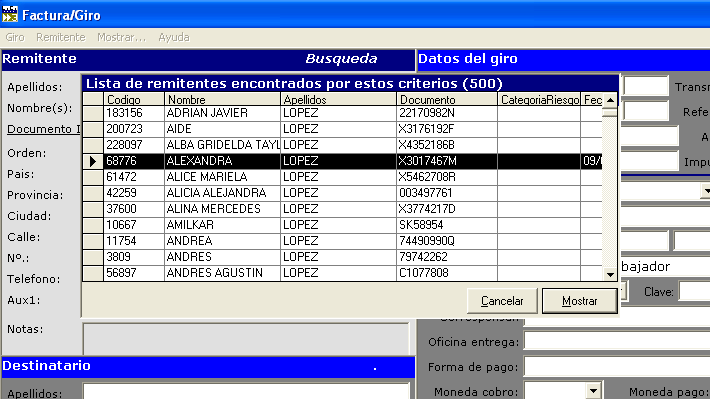 Factura/Giro
Giro Remitente Mostrar... Ayuda
Remitente Busqueda Datos del giro
Lista de remitentes encontrados por estos criterios (500)
Codigo Nombre Apellidos Documento CategoriaRiesgo Fec
183156 ADRIAN JAVIER LOPEZ 22170982N
200723 AIDE LOPEZ X3176192F
228097 ALBA GRIDELDA TAYL LOPEZ X4352186B
68776 ALEXANDRA LOPEZ X3017467M 09/0
61472 ALICE MARIELA LOPEZ X5462708R
42259 ALICIA ALEJANDRA LOPEZ 003497761
37600 ALINA MERCEDES LOPEZ X3774217D
10667 AMILKAR LOPEZ SK58954
11754 ANDREA LOPEZ 74490990Q
3809 ANDRES LOPEZ 79742262
56897 ANDRES AGUSTIN LOPEZ C1077808
Cancelar Mostrar
Apellidos:
Nombre(s):
Documento I
Orden:
Pais:
Provincia:
Ciudad:
Calle:
Nº.:
Telefono:
Aux1:
Notas:
Transm
Refe
A
Impu
bajador
Clave:
Corresponsal:
Oficina entrega:
Forma de pago:
Moneda cobro: Moneda pago:
Destinatario .
Apellidos: